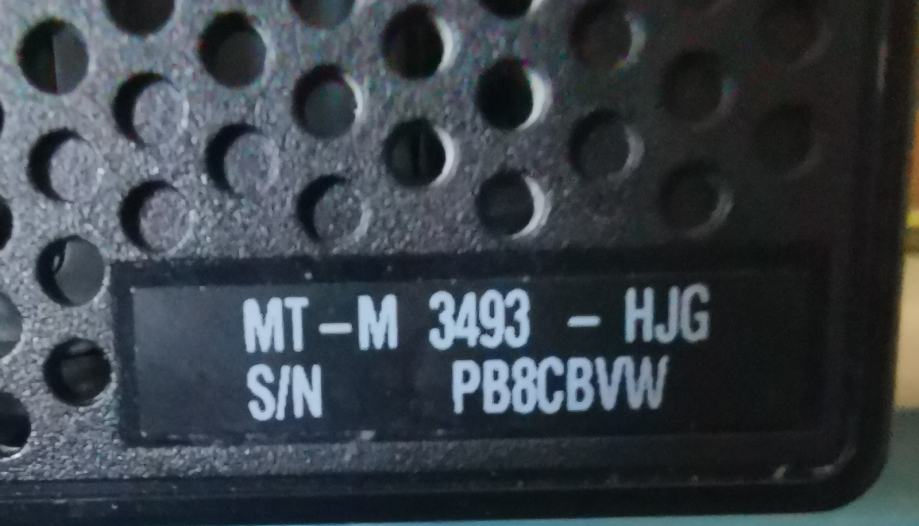 MT-M 3493 - HJG
S/N PB8CBVW